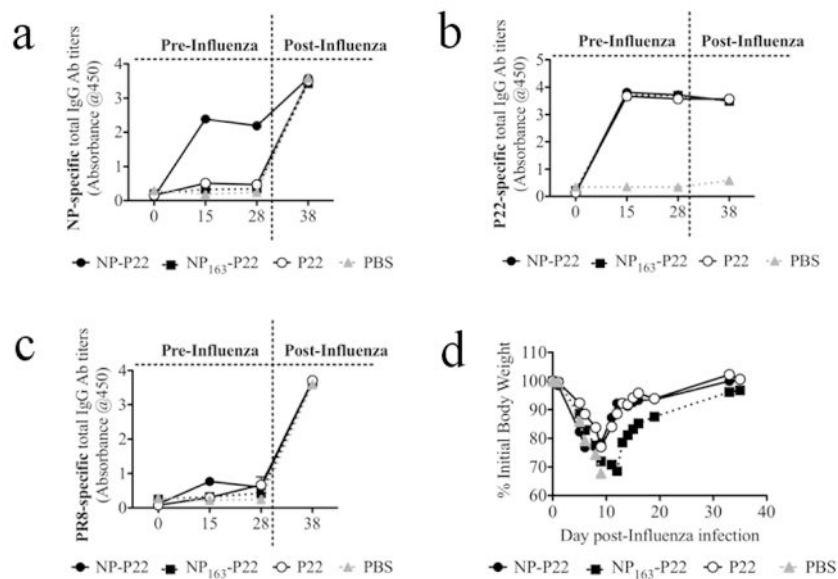 a
Pre-Influenza Post-Influenza
NP-specific total IgG Ab titers
(Absorbance @450)
4
3
2
1
0
0 15 28 38
NP-P22 NP163-P22 P22 PBS
b
Pre-Influenza Post-Influenza
P22-specific total IgG Ab titers
(Absorbance @450)
5
4
3
2
1
0
0 15 28 38
NP-P22 NP163-P22 P22 PBS
c
Pre-Influenza Post-Influenza
PR8-specific total IgG Ab titers
(Absorbance @450)
4
3
2
1
0
0 15 28 38
NP-P22 NP163-P22 P22 PBS
d
% Initial Body Weight
110
100
90
80
70
60
0 10 20 30 40
Day post-Influenza infection
NP-P22 NP163-P22 P22 PBS